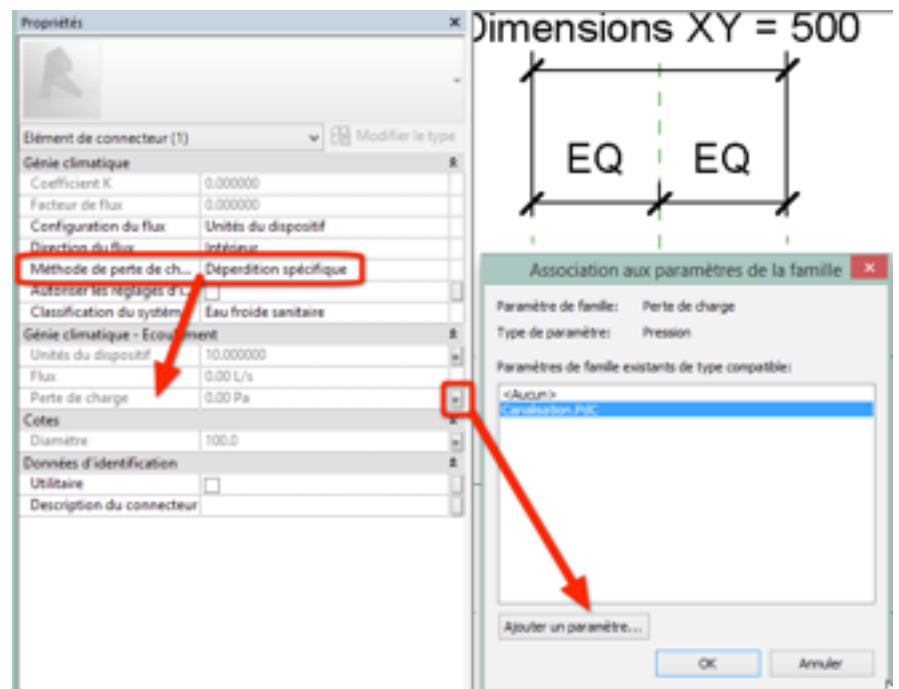 Propriétés
Dimensions XY = 500
EQ EQ
Elément de connecteur (1) Modifier le type
Génie climatique
Coefficient K 0.000000
Facteur de flux 0.000000
Configuration du flux Unités du dispositif
Direction du flux Intérieur
Méthode de perte de ch... Déperdition spécifique
Autoriser les réglages d'i...
Classification du système Eau froide sanitaire
Génie climatique - Ecoulement
Unités du dispositif 10.000000
Flux 0.00 L/s
Perte de charge 0.00 Pa
Cotes
Diamètre 100.0
Données d'identification
Utilitaire
Description du connecteur
Association aux paramètres de la famille
Paramètre de famille: Perte de charge
Type de paramètre: Pression
Paramètres de famille existants de type compatible:
<Aucun>
Canalisation PdC
Ajouter un paramètre...
OK Annuler